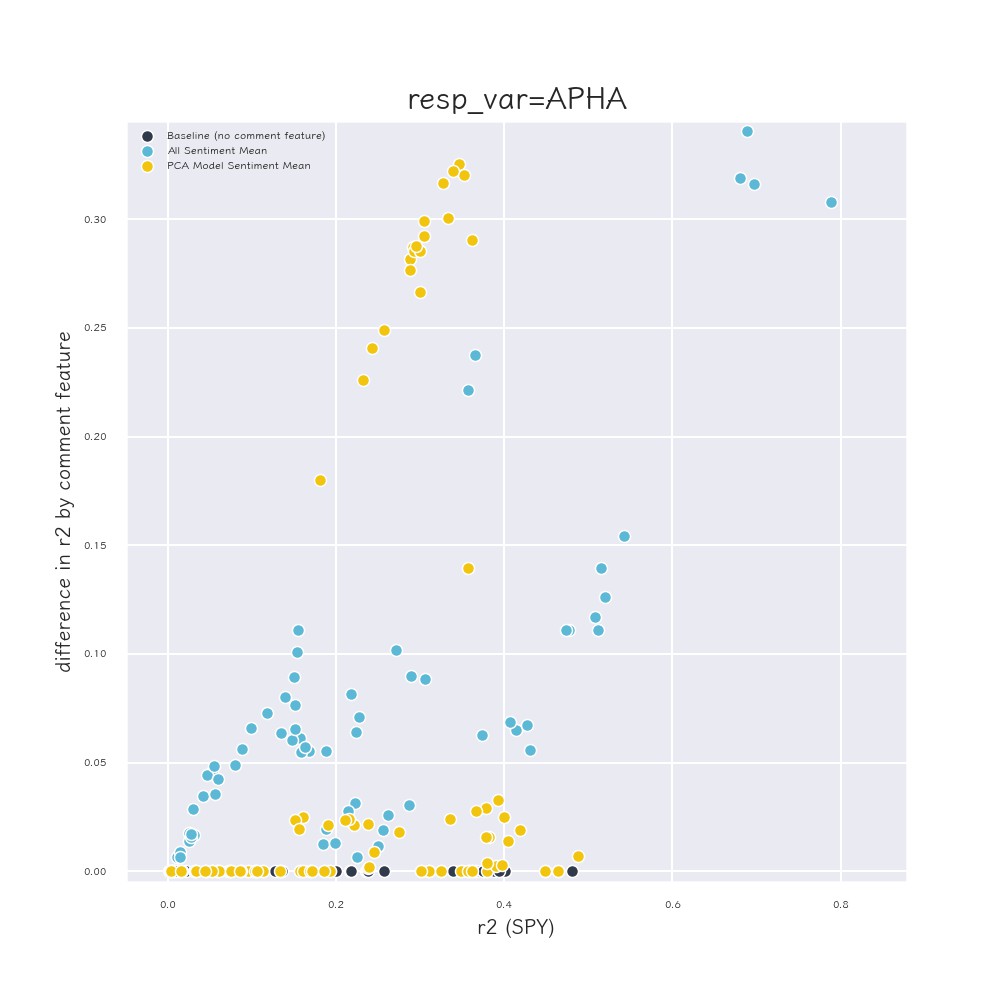 resp_var=APHA
Baseline (no comment feature)
All Sentiment Mean
PCA Model Sentiment Mean
difference in r2 by comment feature
0.30
0.25
0.20
0.15
0.10
0.05
0.00
0.0 0.2 0.4 0.6 0.8
r2 (SPY)